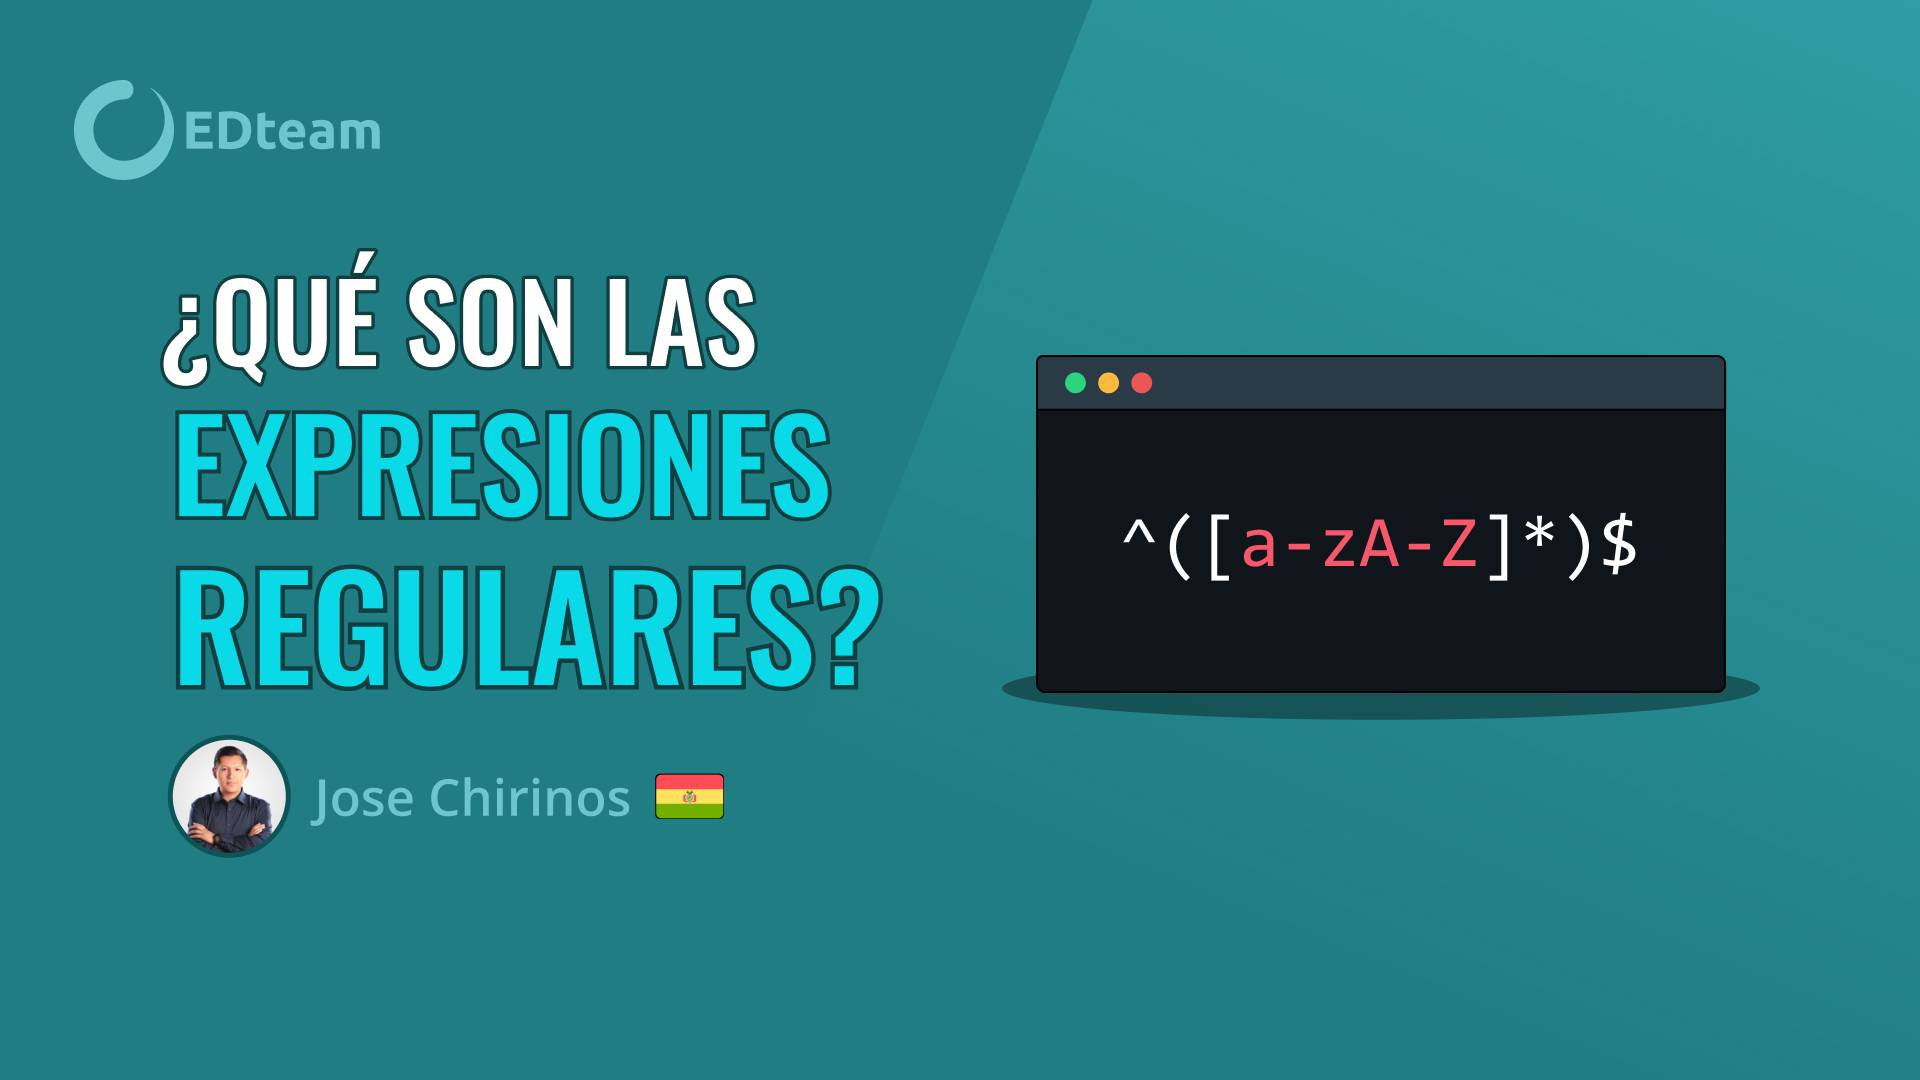 EDteam
¿QUÉ SON LAS
EXPRESIONES
REGULARES?
Jose Chirinos
^([a-zA-Z]*)$